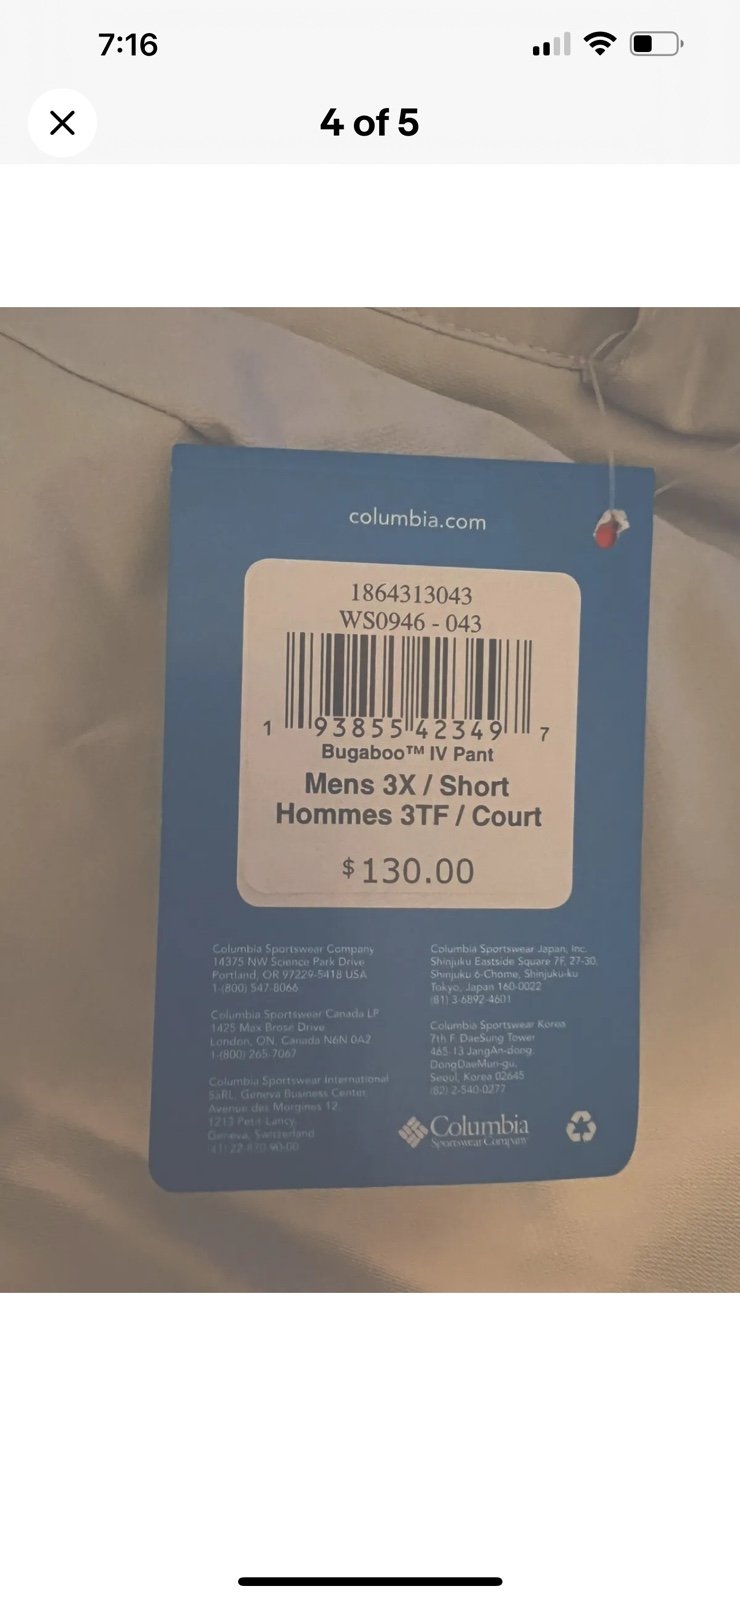 7:16
4 of 5
columbia.com
1864313043
WS0946 - 043
1 93855 42349 7
Bugaboo™ IV Pant
Mens 3X / Short
Hommes 3TF / Court
$130.00
Columbia Sportswear Company
14375 NW Science Park Drive
Portland, OR 97229-5418 USA
1-(800) 547-8066
Columbia Sportswear Canada LP
1425 Max Brose Drive
London, ON, Canada N6N 0A2
1-(800) 265-7067
Columbia Sportswear International
SaRL, Geneva Business Center,
Avenue des Morgines 12
1213 Petit-Lancy
Geneva, Switzerland
(41) 22-870-90-00
Columbia Sportswear Japan, Inc.
Shinjuku Eastside Square 7F, 27-30,
Shinjuku 6-Chome, Shinjuku-ku
Tokyo, Japan 160-0022
(81) 3-6892-4601
Columbia Sportswear Korea
7th F. DaeSung Tower
465-13 JangAn-dong,
DongDaeMun-gu,
Seoul, Korea 02645
(82) 2-540-0277
Columbia
Sportswear Company